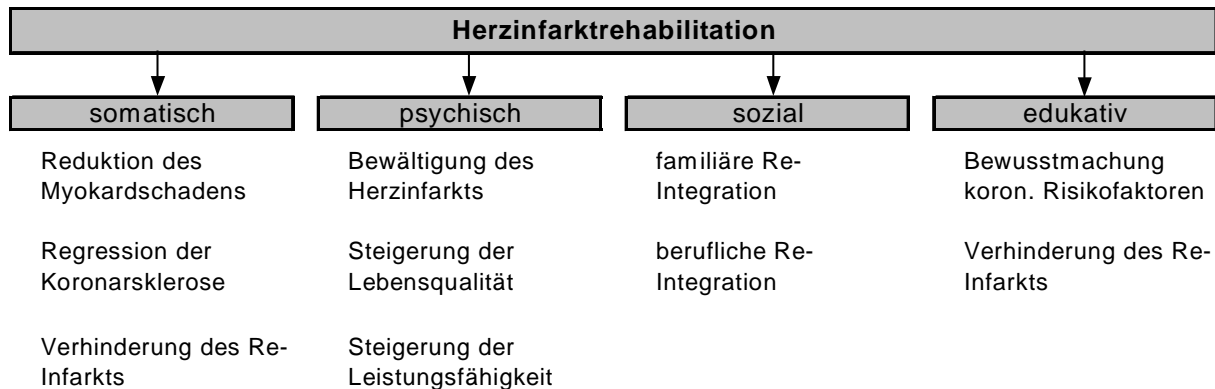 Herzinfarktrehabilitation
somatisch
Reduktion des
Myokardschadens
Regression der
Koronarsklerose
Verhinderung des Re-
Infarkts
psychisch
Bewältigung des
Herzinfarkts
Steigerung der
Lebensqualität
Steigerung der
Leistungsfähigkeit
sozial
familiäre Re-
Integration
berufliche Re-
Integration
edukativ
Bewusstmachung
koron. Risikofaktoren
Verhinderung des Re-
Infarkts